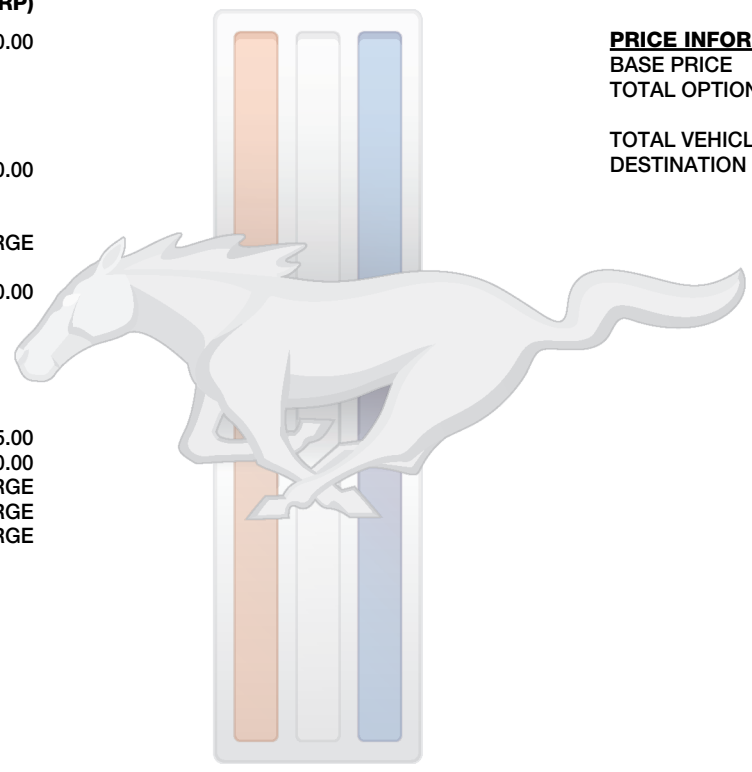 RP)
0.00
0.00
RGE
0.00
5.00
0.00
RGE
RGE
RGE
PRICE INFOR
BASE PRICE
TOTAL OPTION
TOTAL VEHICL
DESTINATION